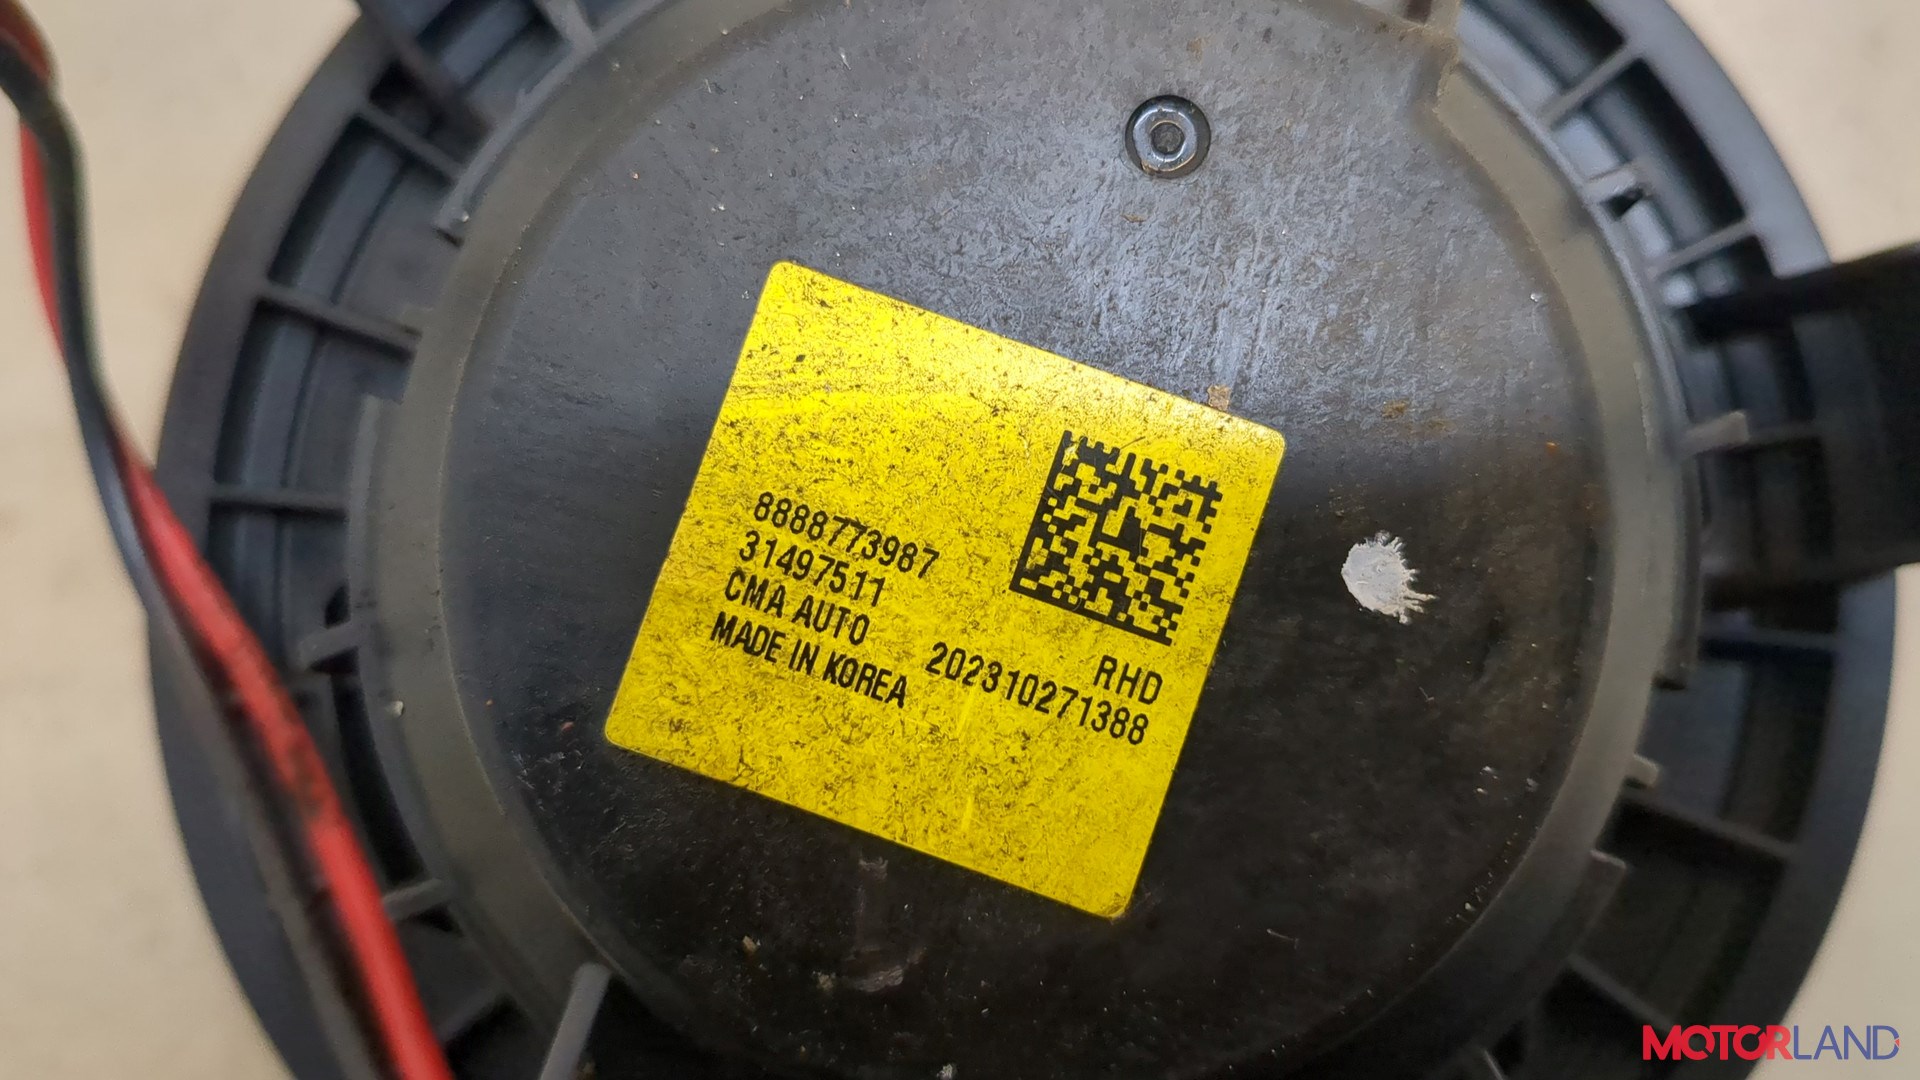 8888773987
31497511
CMA AUTO
MADE IN KOREA
RHD
202310271388
MOTORLAND